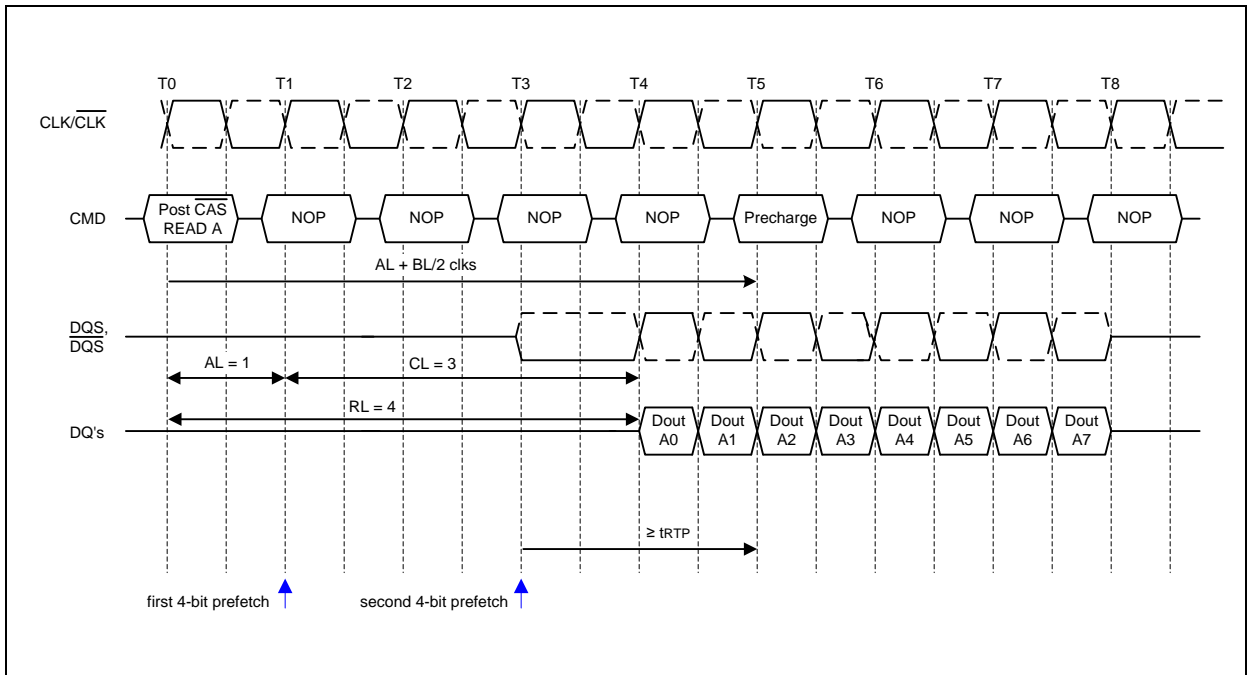 T0 T1 T2 T3 T4 T5 T6 T7 T8
CLK/CLK
CMD
Post CAS
READ A
NOP NOP NOP NOP Precharge NOP NOP NOP
AL + BL/2 clks
DQS,
DQS
AL = 1 CL = 3
RL = 4
DQ's
Dout Dout Dout Dout Dout Dout Dout Dout
A0 A1 A2 A3 A4 A5 A6 A7
≥ tRTP
first 4-bit prefetch second 4-bit prefetch